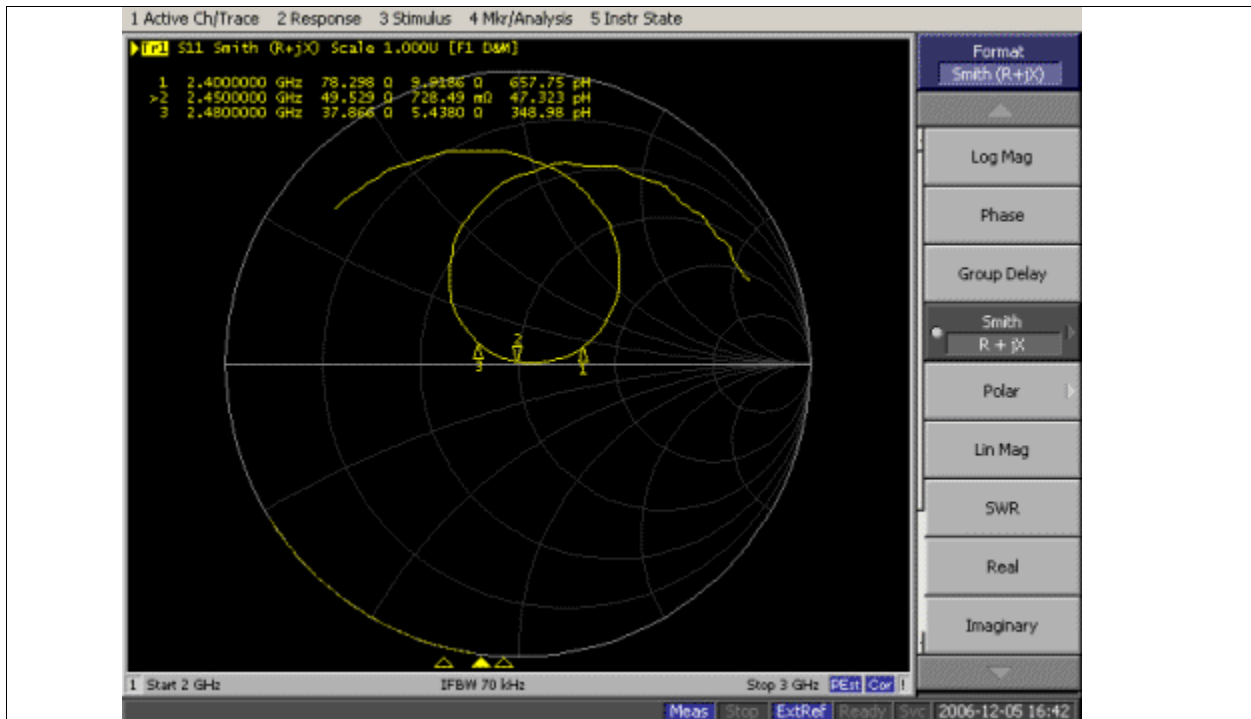 1 Active Ch/Trace 2 Response 3 Stimulus 4 Mkr/Analysis 5 Instr State
Tr1 S11 Smith (R+jX) Scale 1.000U [F1 D&M]
1 2.4000000 GHz 78.298 Ω 9.9186 Ω 657.75 pH
>2 2.4500000 GHz 49.529 Ω 728.49 mΩ 47.323 pH
3 2.4800000 GHz 37.866 Ω 5.4380 Ω 348.98 pH
2
3
1
1 Start 2 GHz IFBW 70 kHz Stop 3 GHz PExt Cor !
Meas Stop ExtRef Ready Svc 2006-12-05 16:42
Format
Smith (R+jX)
Log Mag
Phase
Group Delay
Smith
R + jX
Polar
Lin Mag
SWR
Real
Imaginary